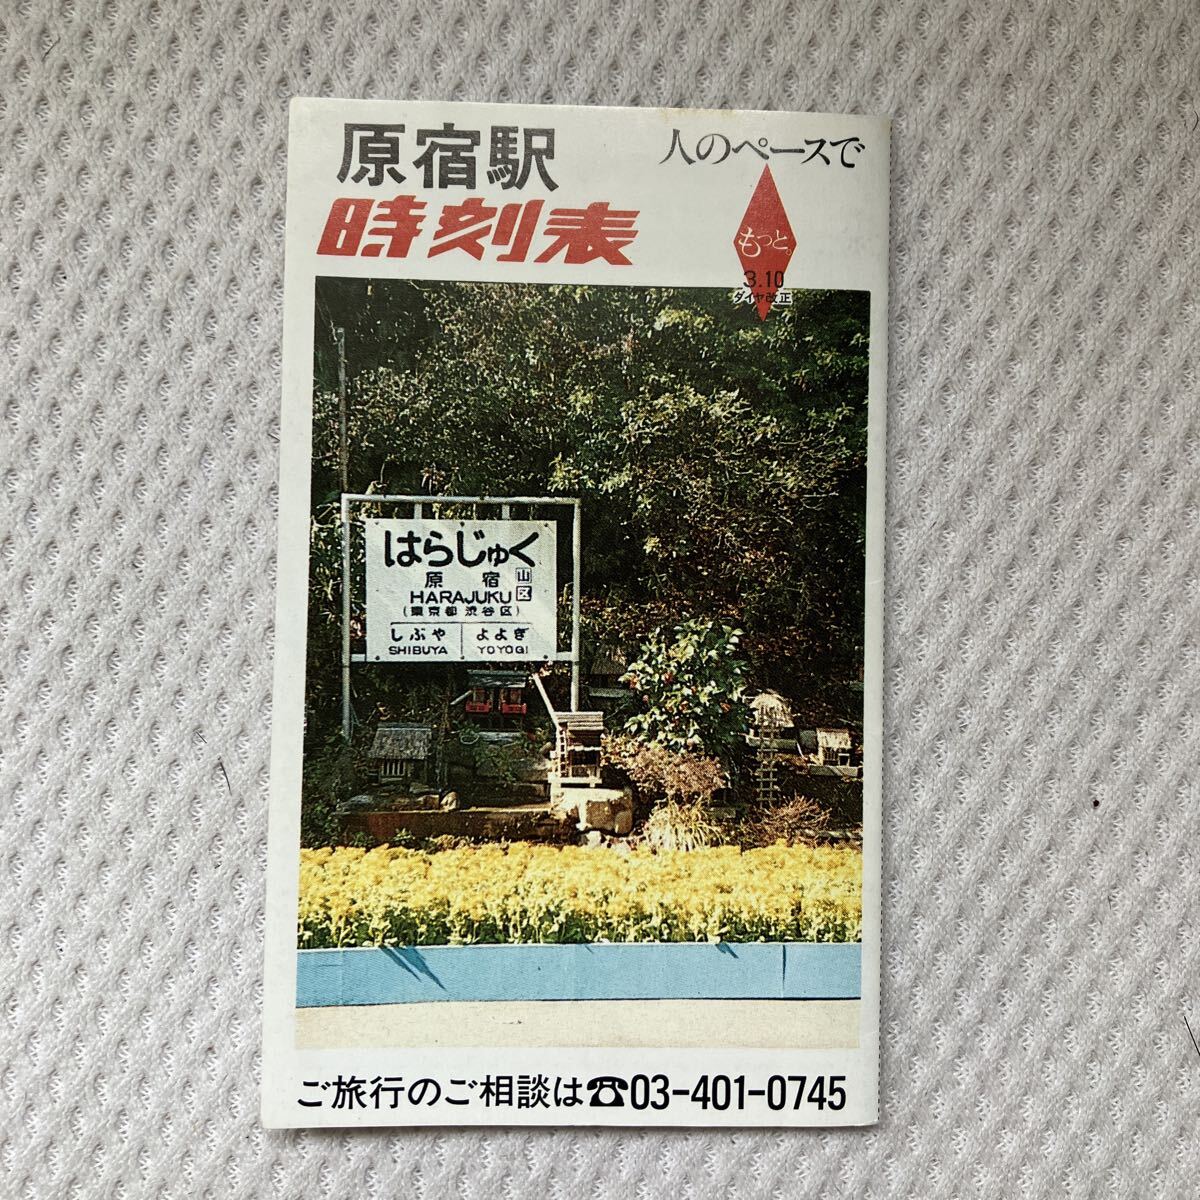 原宿駅
時刻表
人のペースで
もっと。
3.10
ダイヤ改正
はらじゅく
原宿 山区
HARAJUKU
(東京都渋谷区)
しぶや よよぎ
SHIBUYA YOYOGI
ご旅行のご相談は☎03-401-0745